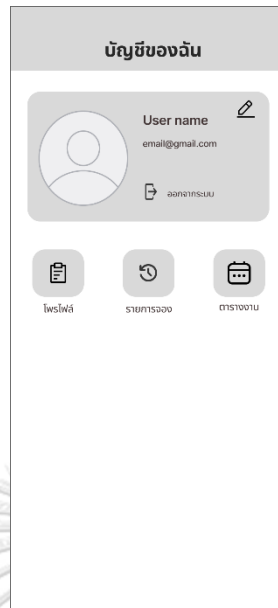 บัญชีของฉัน
User name
email@gmail.com
ออกจากระบบ
โพรไฟล์
รายการจอง
ตารางงาน